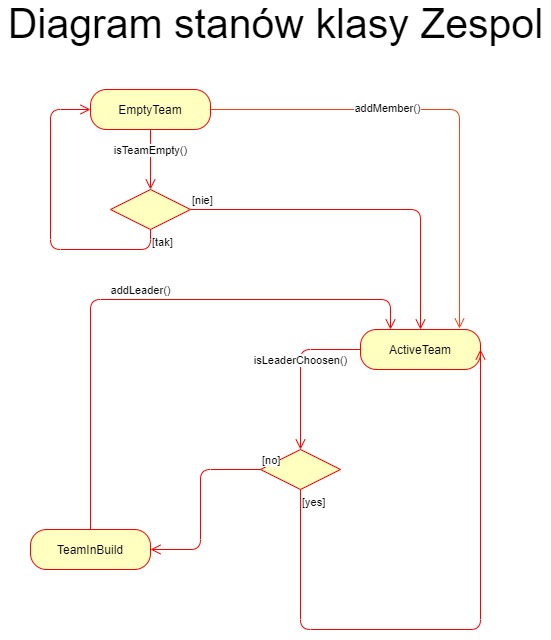 Diagram stanów klasy Zespol
EmptyTeam
addMember()
isTeamEmpty()
[nie]
[tak]
addLeader()
ActiveTeam
isLeaderChoosen()
[no]
[yes]
TeamInBuild